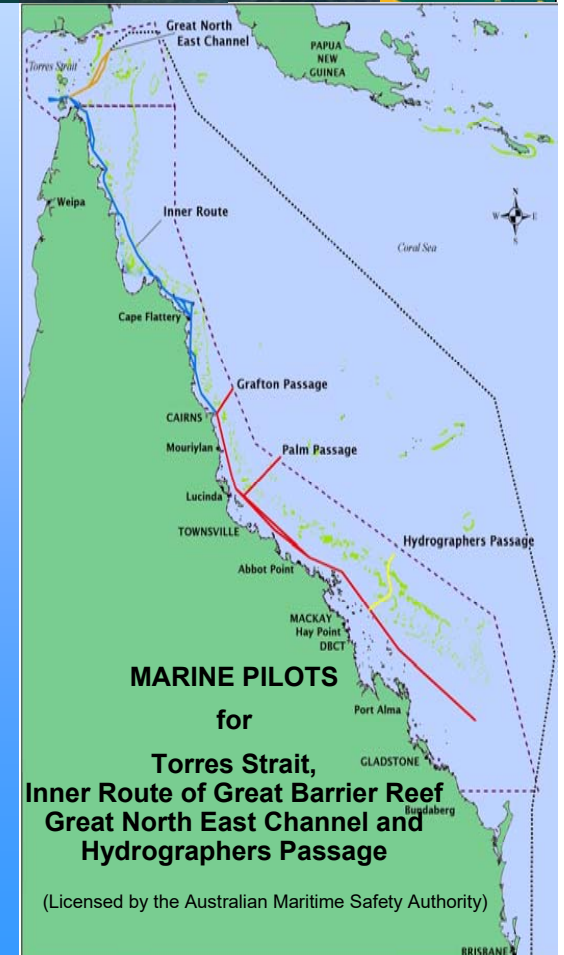 Great North
East Channel
PAPUA
NEW
GUINEA
Torres Strait
N
W
E
S
Weipa
Inner Route
Coral Sea
Cape Flattery
Grafton Passage
CAIRNS
Mouriylan
Palm Passage
Lucinda
TOWNSVILLE
Hydrographers Passage
Abbot Point
MACKAY
Hay Point
DBCT
MARINE PILOTS
for
Port Alma
Torres Strait,
GLADSTONE
Inner Route of Great Barrier Reef
Bundaberg
Great North East Channel and
Hydrographers Passage
(Licensed by the Australian Maritime Safety Authority)
BRISBANE